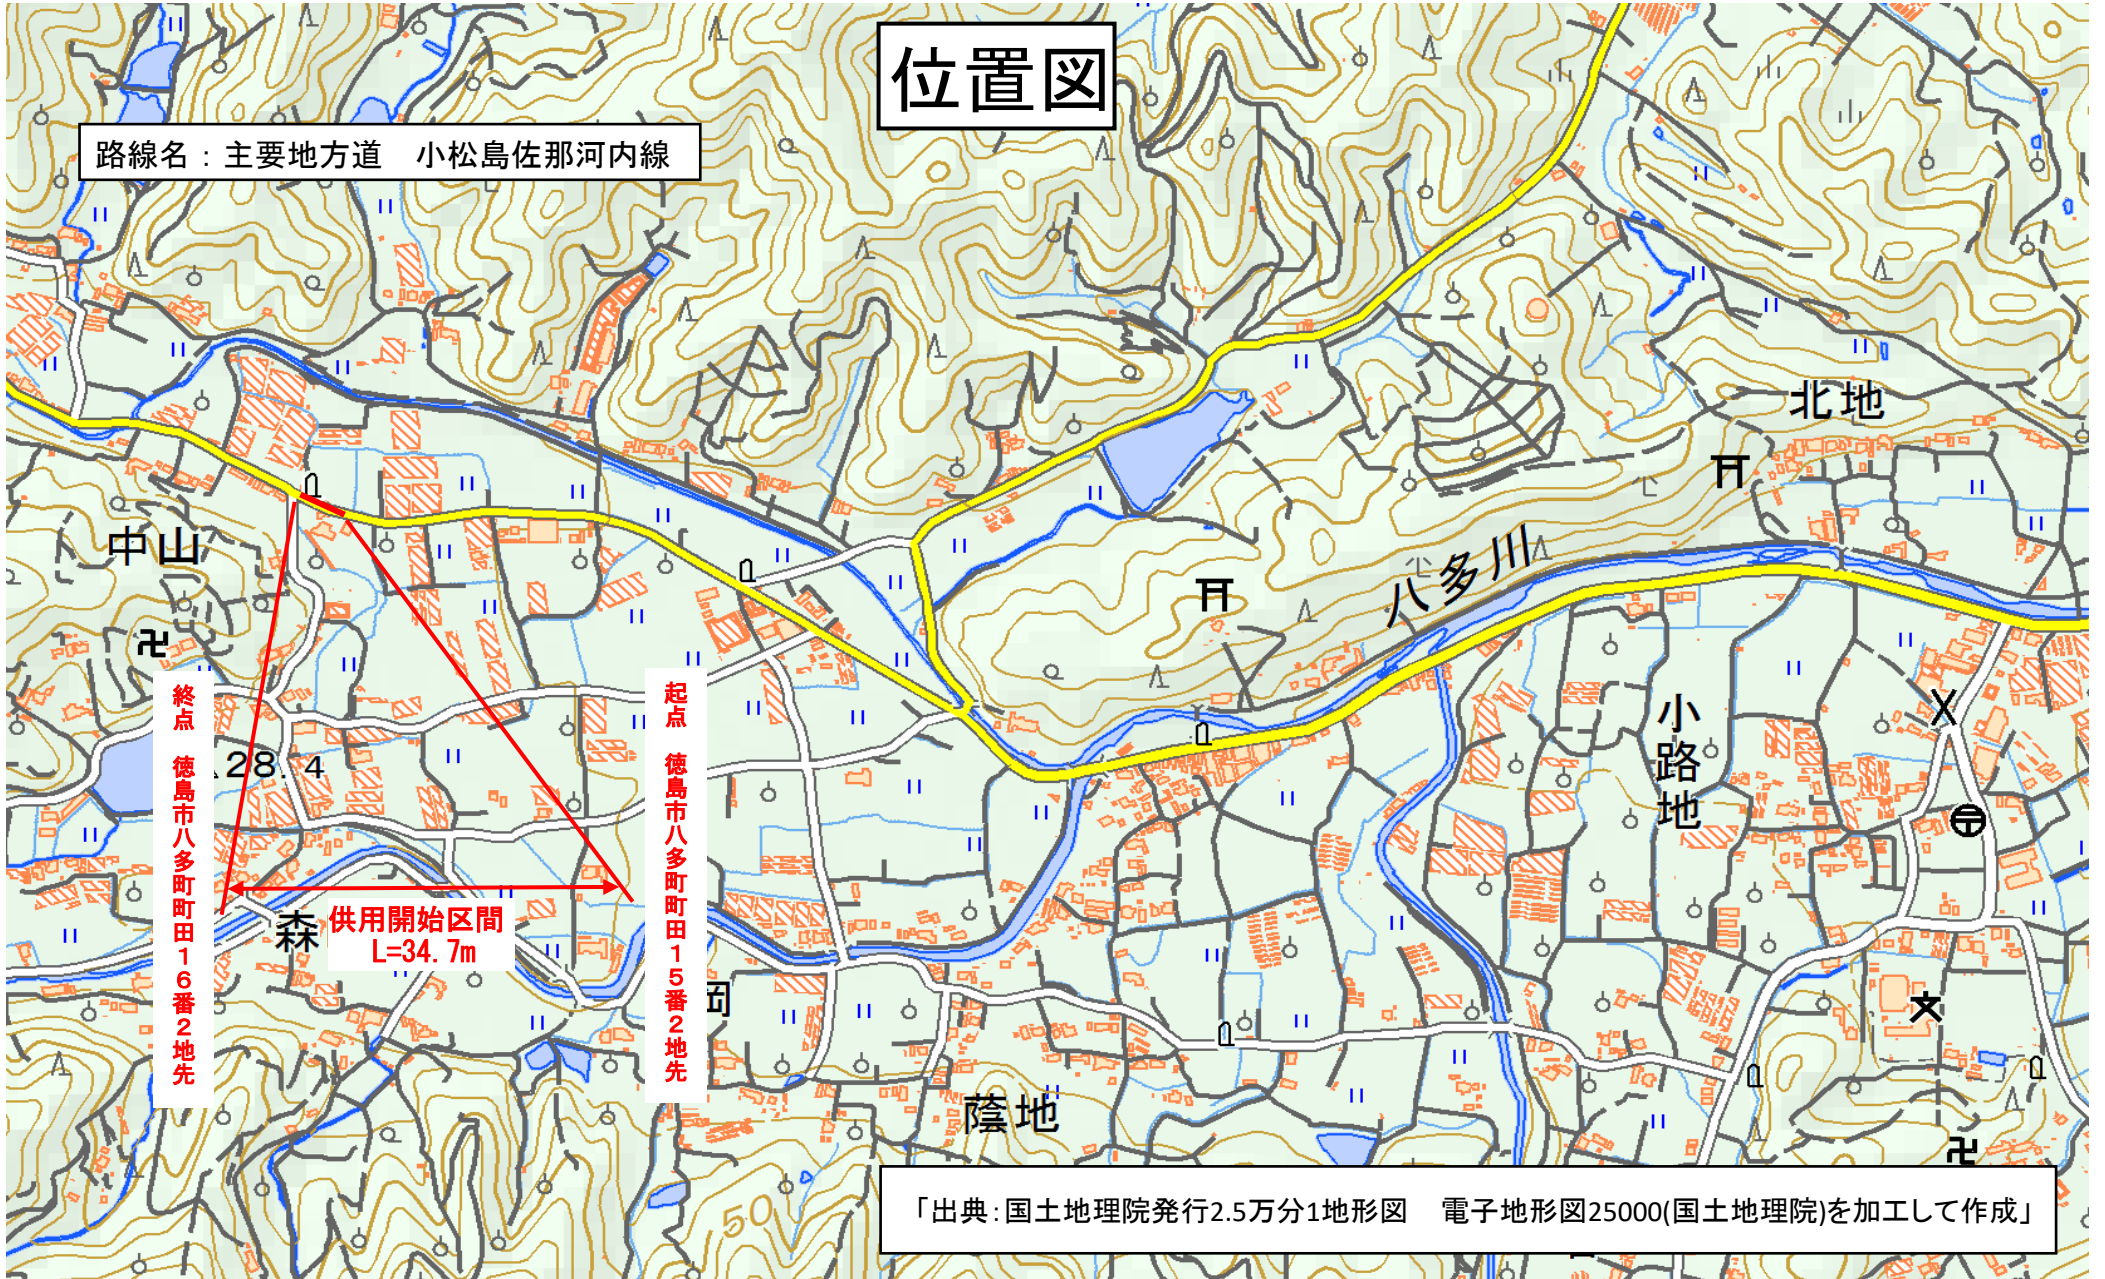 位置図
路線名：主要地方道　小松島佐那河内線
北地
中山
八多川
小路地
28.4
終点　徳島市八多町町田１６番２地先
起点　徳島市八多町町田１５番２地先
供用開始区間
L=34.7m
森
岡
蔭地
50
「出典：国土地理院発行2.5万分1地形図　電子地形図25000(国土地理院)を加工して作成」